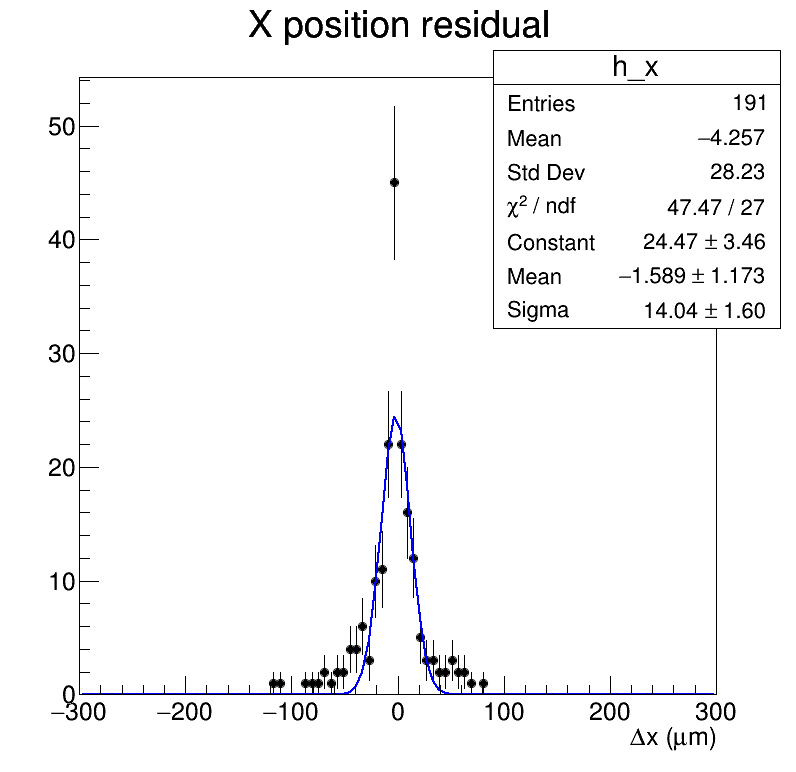 X position residual
h_x
Entries 191
Mean −4.257
Std Dev 28.23
χ² / ndf 47.47 / 27
Constant 24.47 ± 3.46
Mean −1.589 ± 1.173
Sigma 14.04 ± 1.60
50
40
30
20
10
0
−300 −200 −100 0 100 200 300
Δx (μm)